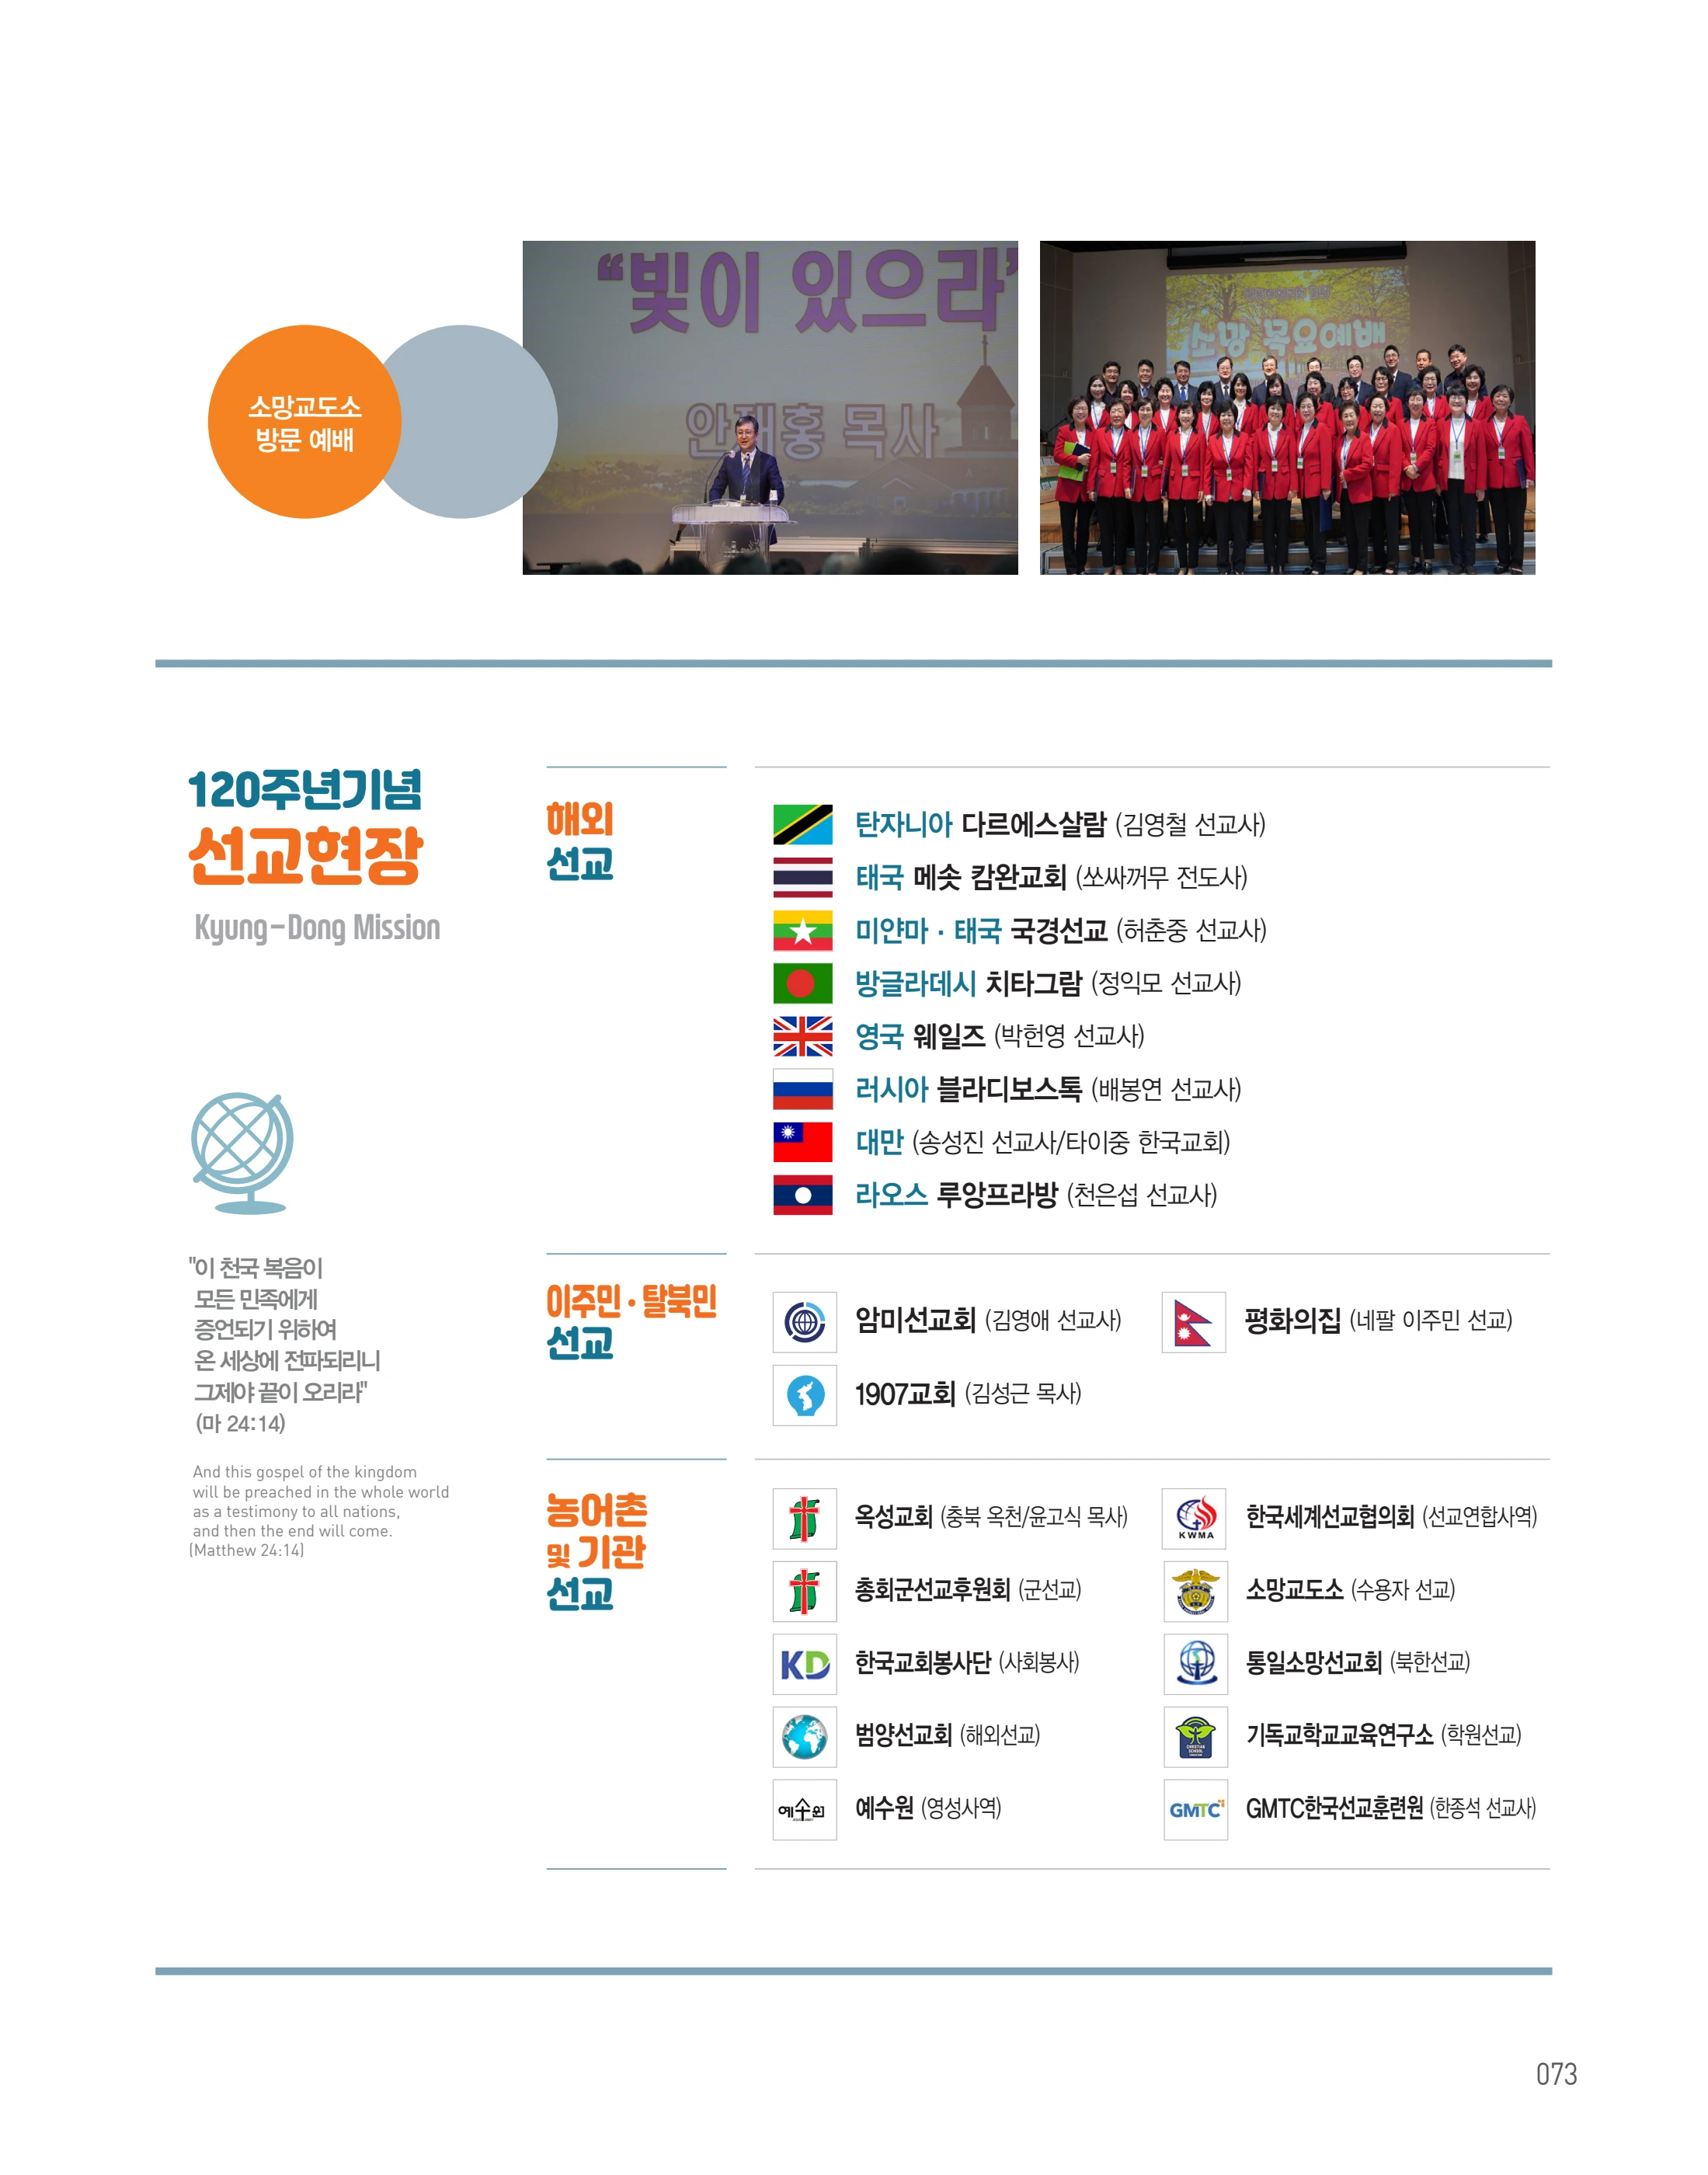 소망교도소
방문 예배
“빛이 있으라”
안재홍 목사
소망 목요예배
120주년기념
선교현장
Kyung-Dong Mission
"이 천국 복음이
모든 민족에게
증언되기 위하여
온 세상에 전파되리니
그제야 끝이 오리라"
(마 24:14)
And this gospel of the kingdom
will be preached in the whole world
as a testimony to all nations,
and then the end will come.
(Matthew 24:14)
해외
선교
탄자니아 다르에스살람 (김영철 선교사)
태국 메솟 캄완교회 (쏘싸꺼무 전도사)
미얀마 · 태국 국경선교 (허춘중 선교사)
방글라데시 치타그람 (정익모 선교사)
영국 웨일즈 (박헌영 선교사)
러시아 블라디보스톡 (배봉연 선교사)
대만 (송성진 선교사/타이중 한국교회)
라오스 루앙프라방 (천은섭 선교사)
이주민 · 탈북민
선교
암미선교회 (김영애 선교사)
평화의집 (네팔 이주민 선교)
1907교회 (김성근 목사)
농어촌
및 기관
선교
옥성교회 (충북 옥천/윤고식 목사)
KWMA
한국세계선교협의회 (선교연합사역)
총회군선교후원회 (군선교)
소망교도소 (수용자 선교)
KD
한국교회봉사단 (사회봉사)
통일소망선교회 (북한선교)
범양선교회 (해외선교)
CHRISTIAN
SCHOOL
기독교학교교육연구소 (학원선교)
예수원
예수원 (영성사역)
GMTC
GMTC한국선교훈련원 (한종석 선교사)
073